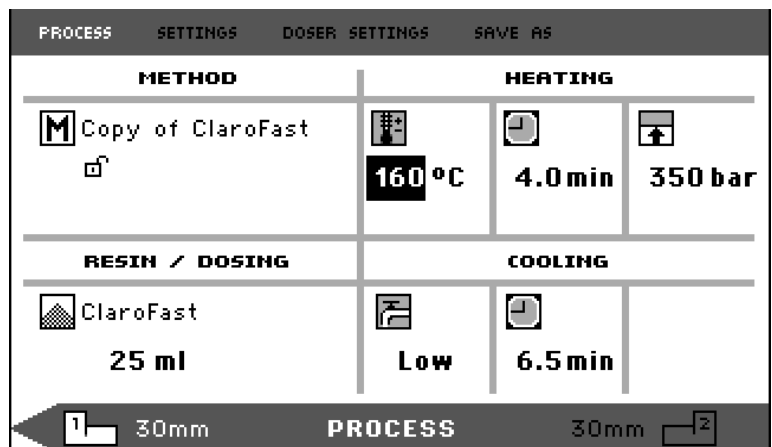 PROCESS SETTINGS DOSER SETTINGS SAVE AS
METHOD HEATING
M Copy of ClaroFast
160 ºC 4.0 min 350 bar
RESIN / DOSING COOLING
ClaroFast
25 ml Low 6.5 min
1 30mm PROCESS 30mm 2